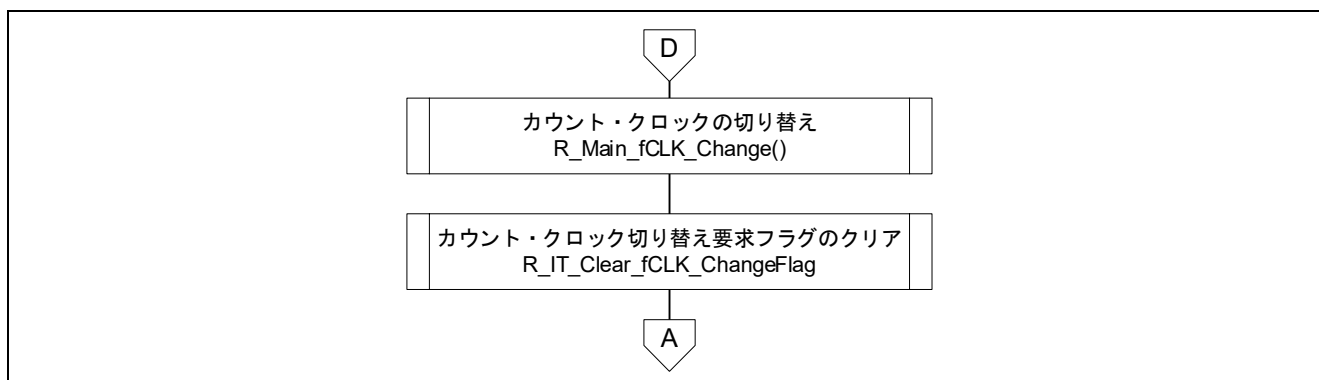 D
カウント・クロックの切り替え
R_Main_fCLK_Change()
カウント・クロック切り替え要求フラグのクリア
R_IT_Clear_fCLK_ChangeFlag
A